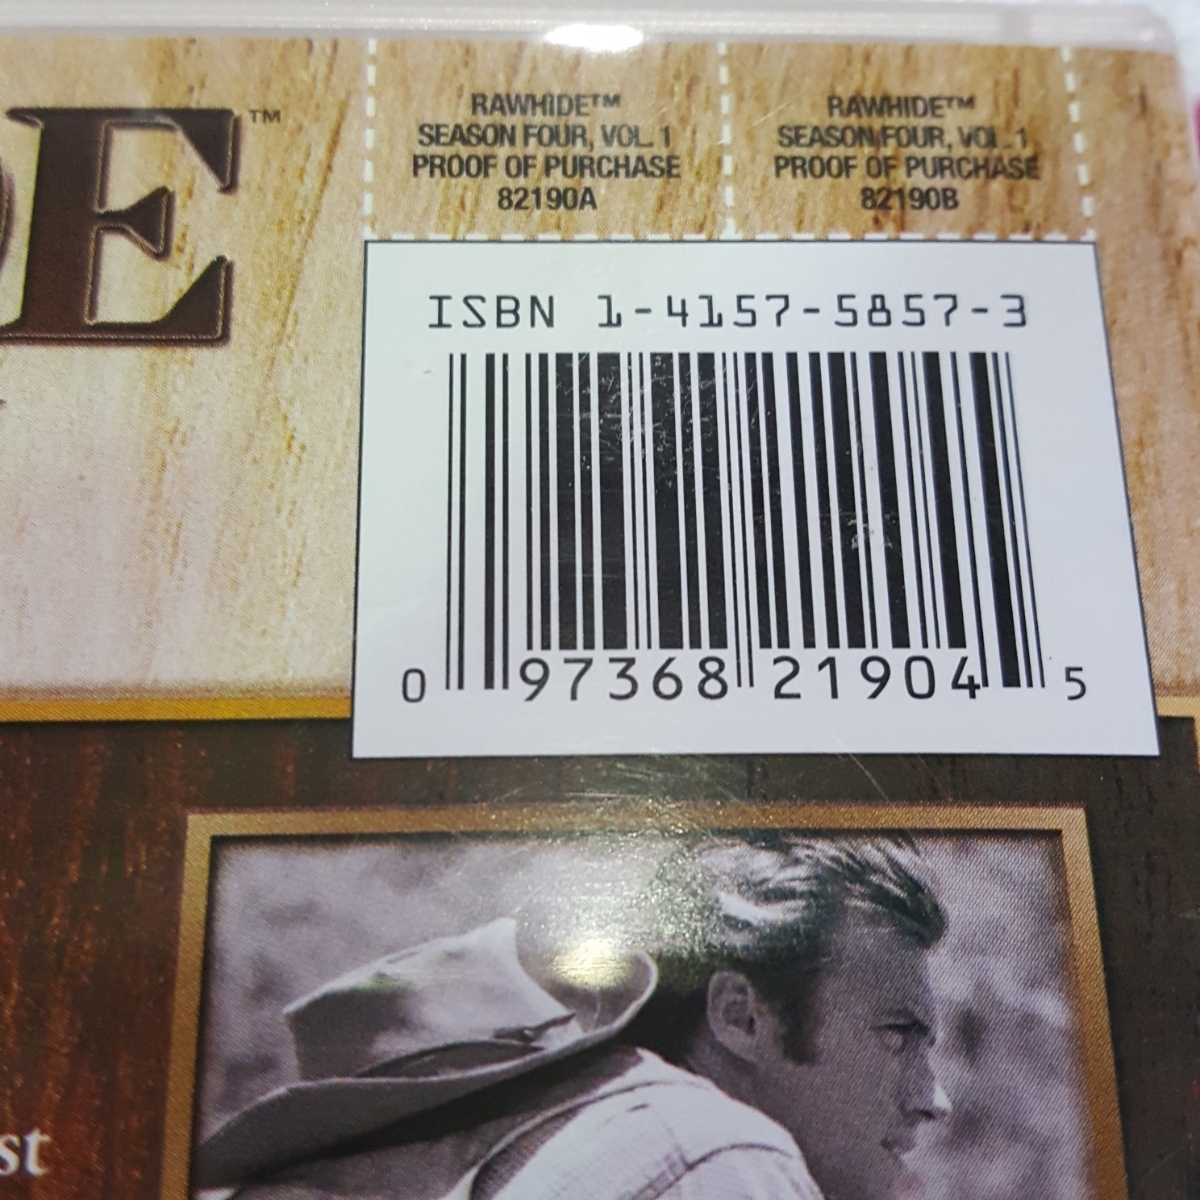 DE™
RAWHIDE™
SEASON FOUR, VOL. 1
PROOF OF PURCHASE
82190A
RAWHIDE™
SEASON FOUR, VOL. 1
PROOF OF PURCHASE
82190B
ISBN 1-4157-5857-3
0 97368 21904 5
st